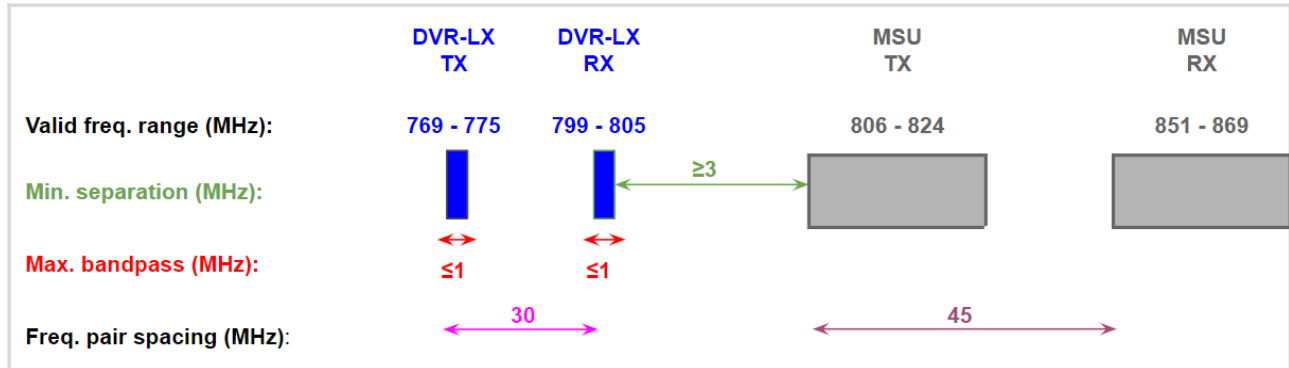 DVR-LX DVR-LX MSU MSU
TX RX TX RX
Valid freq. range (MHz): 769 - 775 799 - 805 806 - 824 851 - 869
≥3
Min. separation (MHz):
Max. bandpass (MHz): ≤1 ≤1
30 45
Freq. pair spacing (MHz):